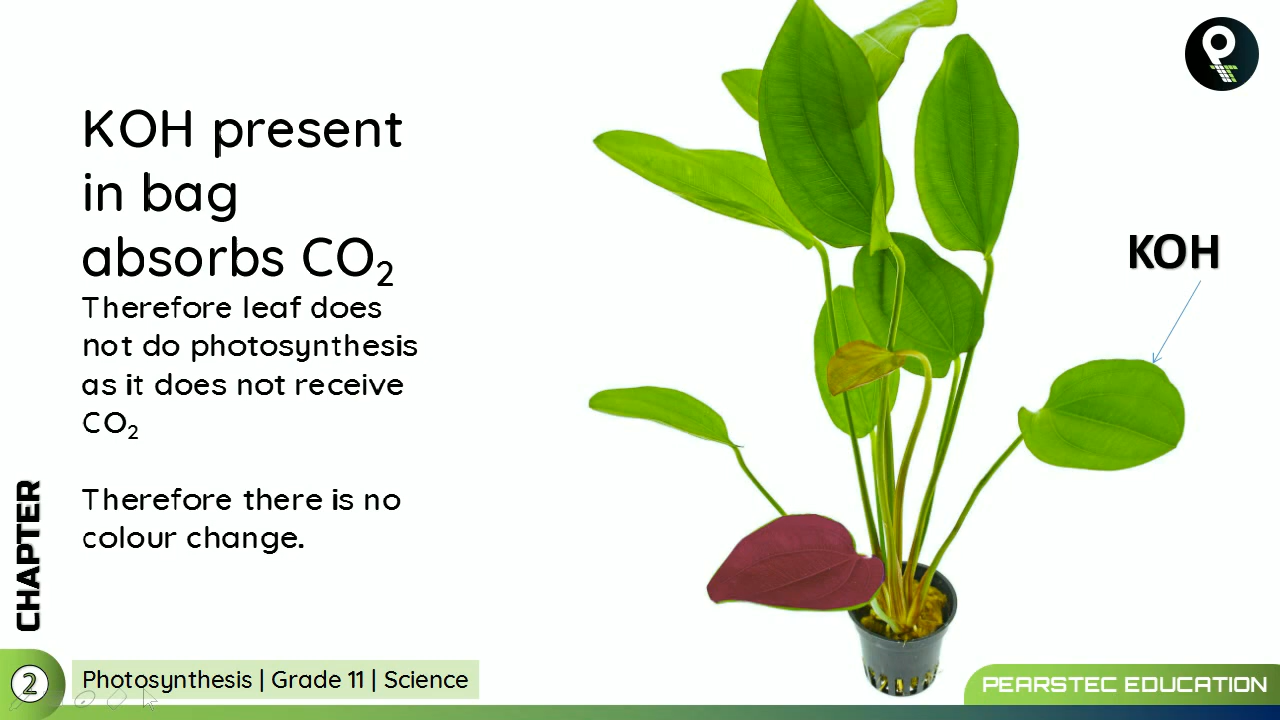 KOH present
in bag
absorbs CO₂
Therefore leaf does
not do photosynthesis
as it does not receive
CO₂
Therefore there is no
colour change.
KOH
CHAPTER
2
Photosynthesis | Grade 11 | Science
PEARSTEC EDUCATION